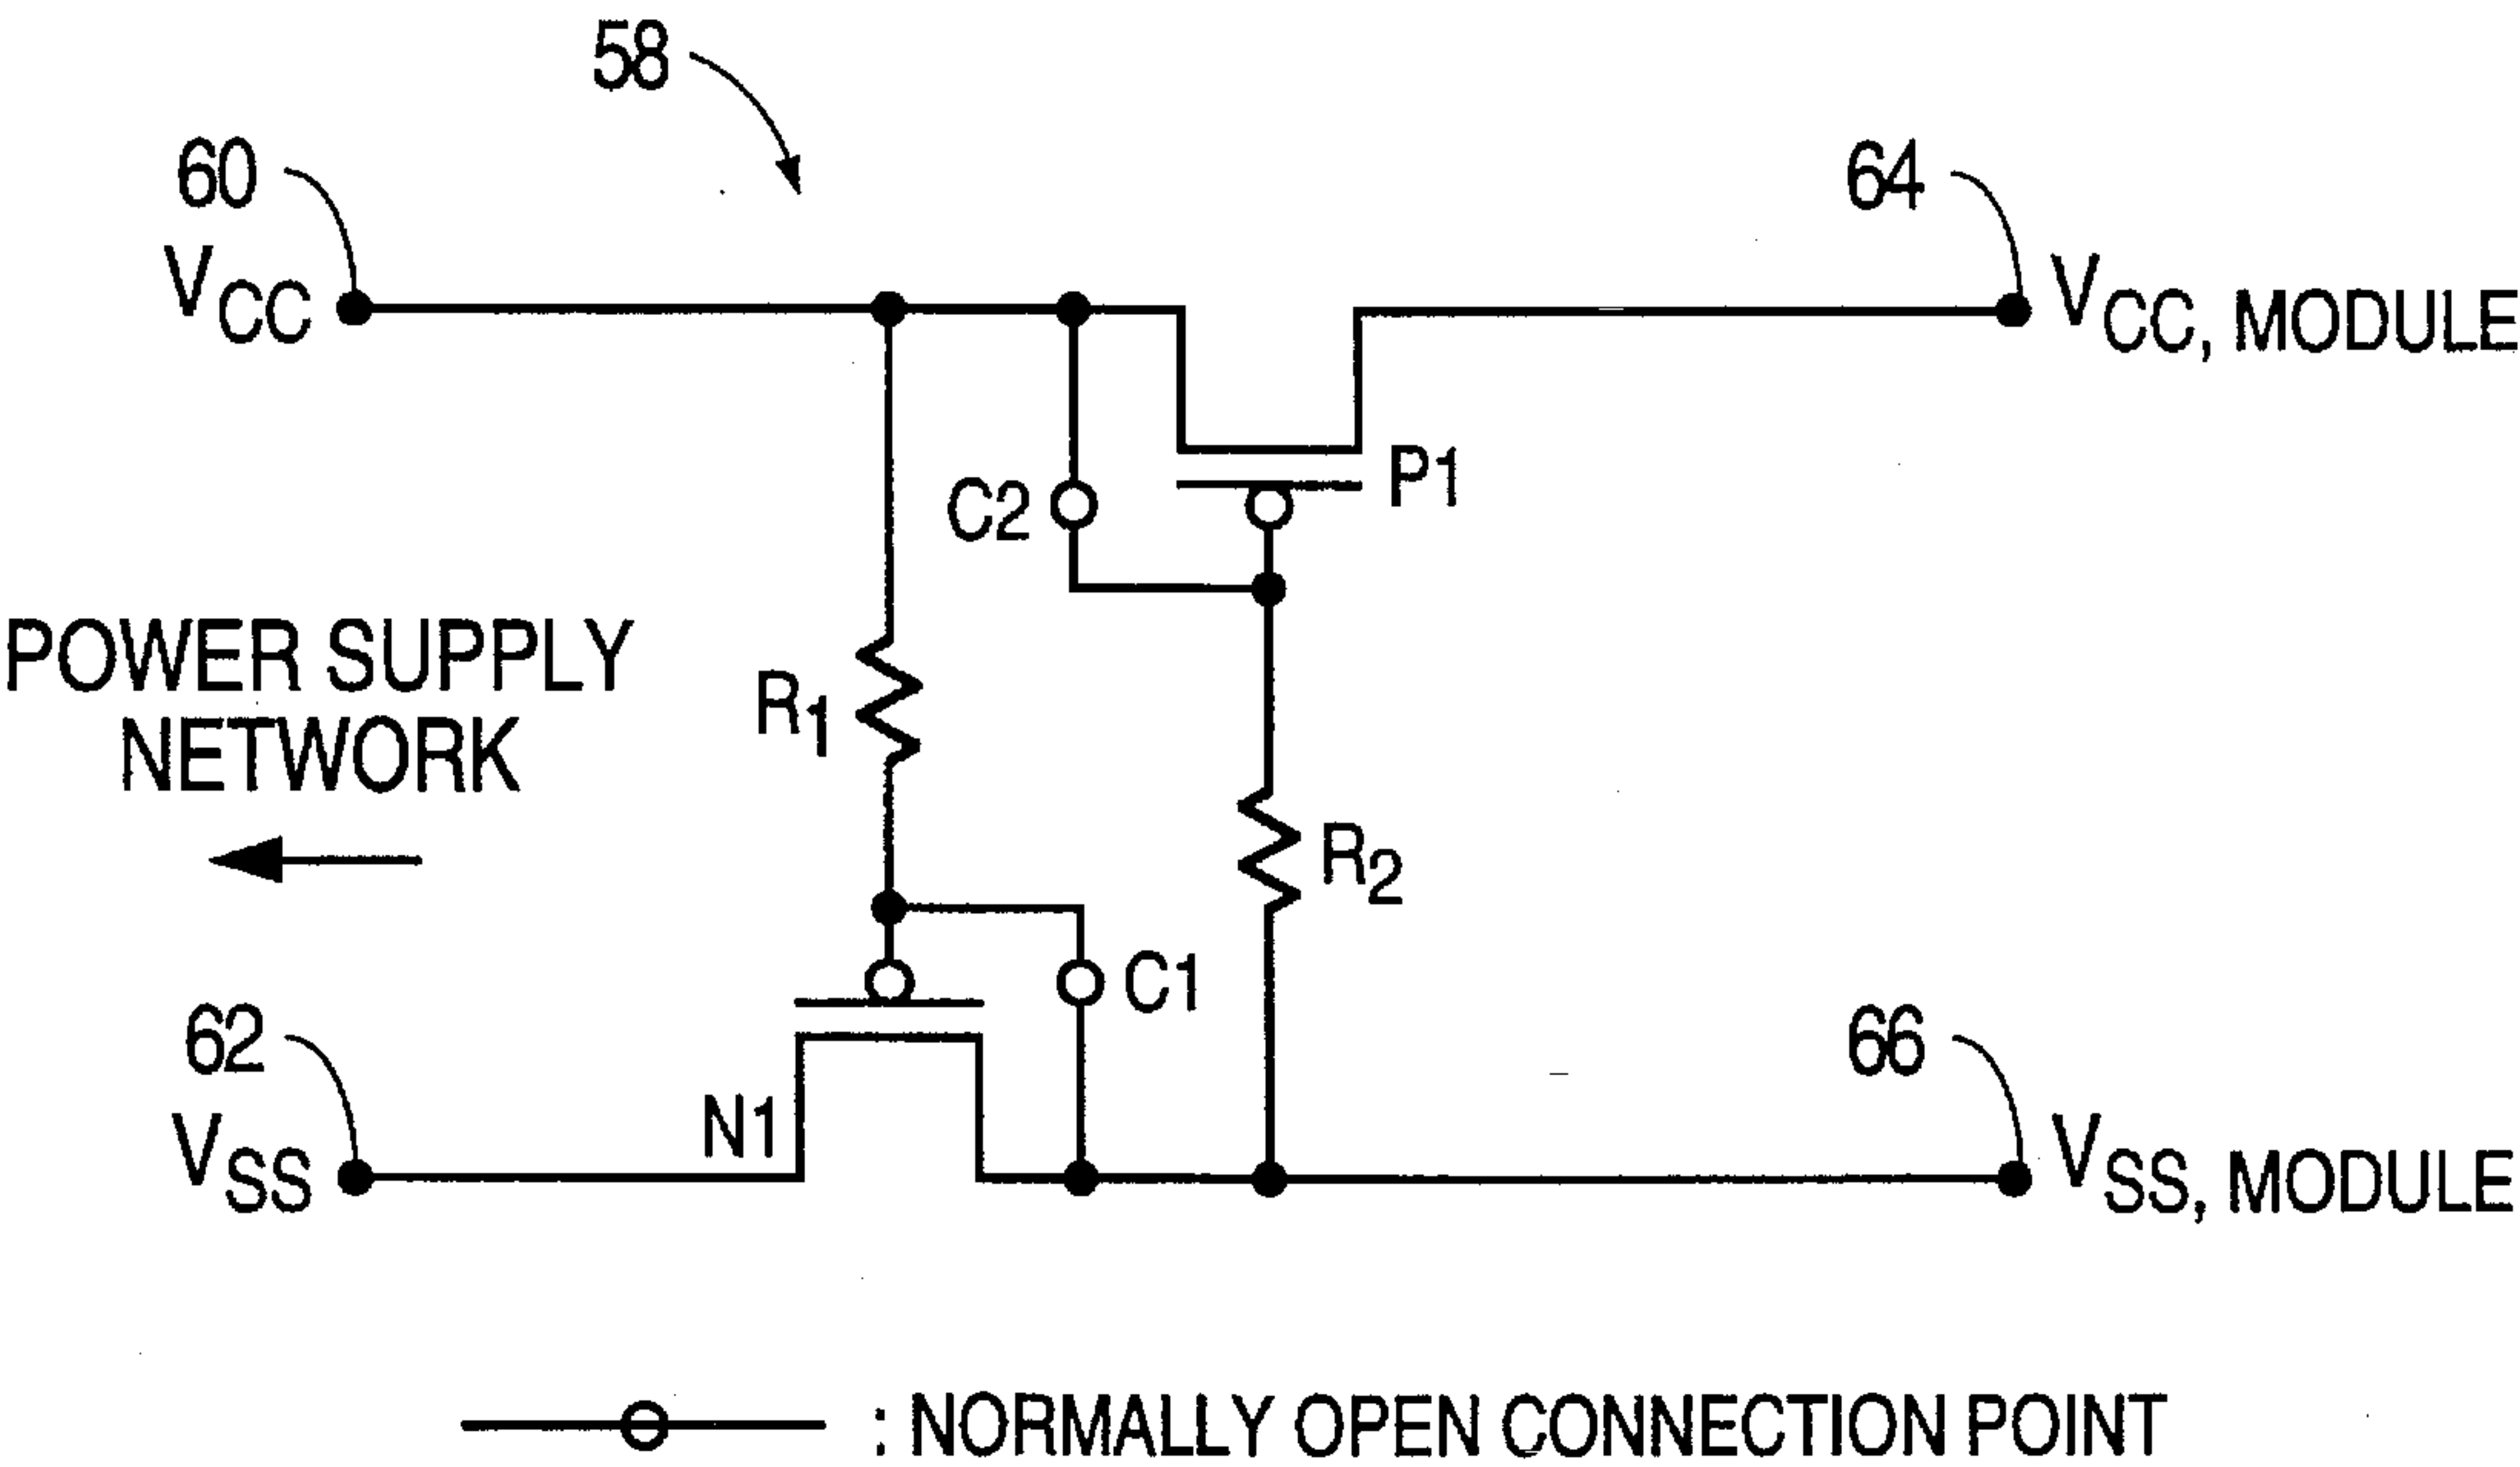 58
60
64
VCC
VCC, MODULE
P1
C2
POWER SUPPLY
NETWORK
R1
R2
C1
62
66
N1
VSS
VSS, MODULE
: NORMALLY OPEN CONNECTION POINT